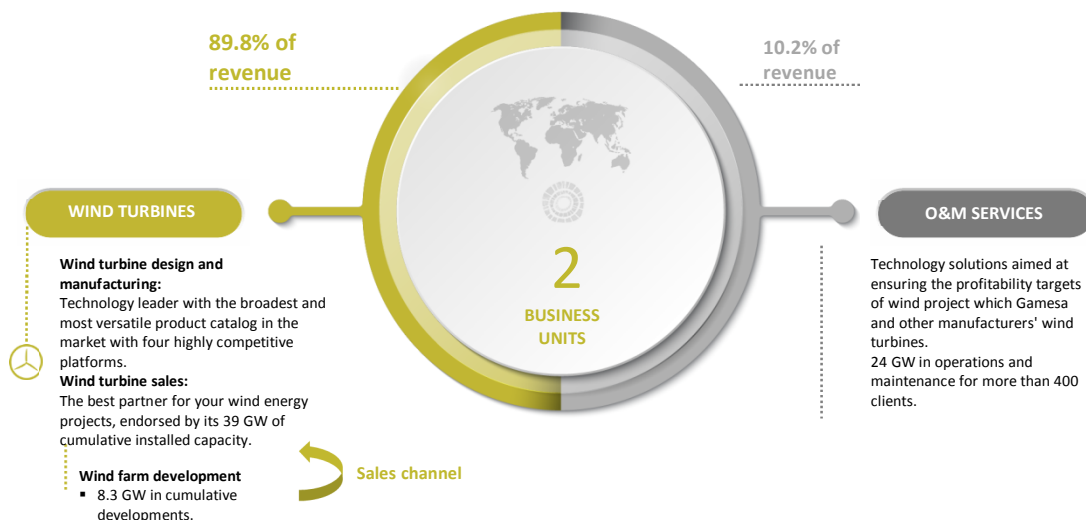 89.8% of
revenue
10.2% of
revenue
WIND TURBINES
Wind turbine design and
manufacturing:
Technology leader with the broadest and
most versatile product catalog in the
market with four highly competitive
platforms.
Wind turbine sales:
The best partner for your wind energy
projects, endorsed by its 39 GW of
cumulative installed capacity.
Wind farm development
▪ 8.3 GW in cumulative
developments.
Sales channel
2
BUSINESS
UNITS
O&M SERVICES
Technology solutions aimed at
ensuring the profitability targets
of wind project which Gamesa
and other manufacturers' wind
turbines.
24 GW in operations and
maintenance for more than 400
clients.